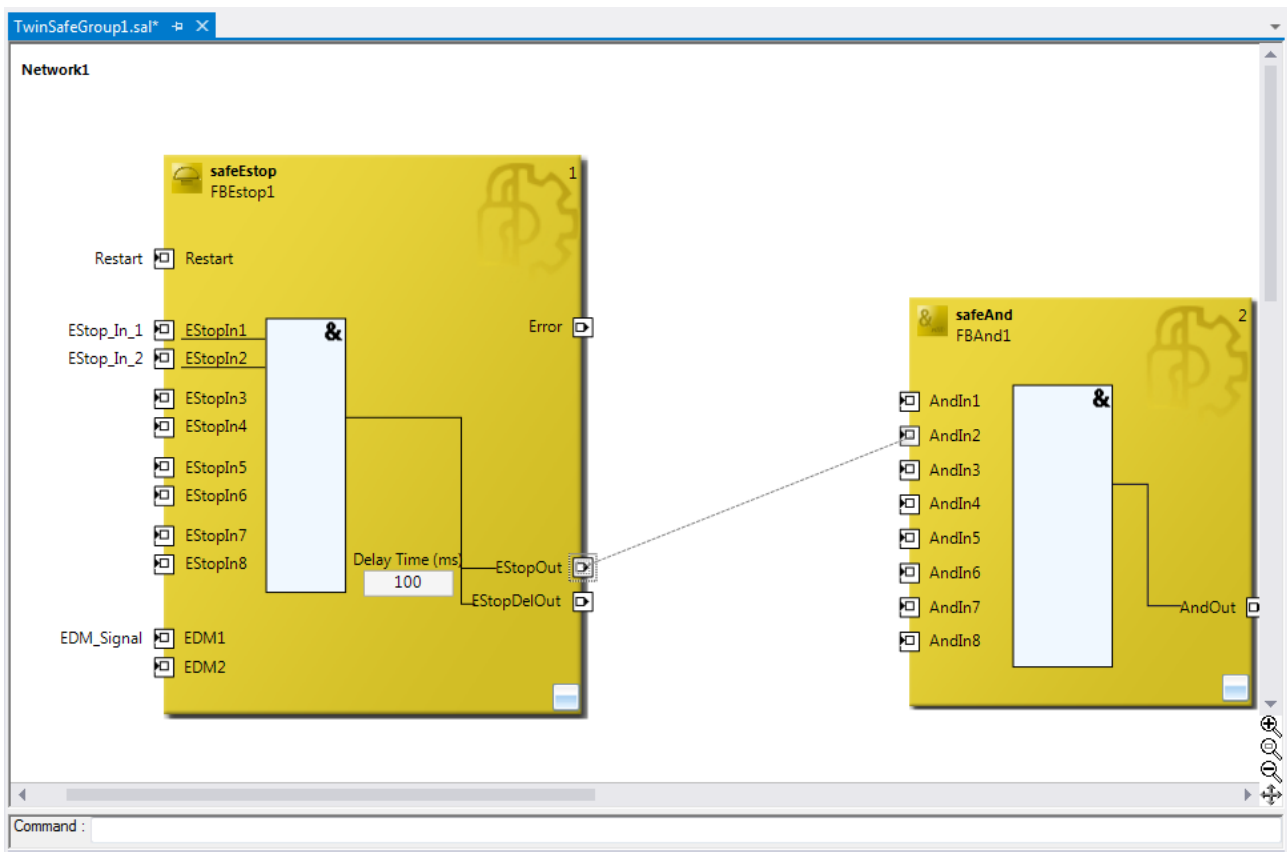 TwinSafeGroup1.sal*
Network1
safeEstop
1
FBEstop1
Restart Restart
EStop_In_1 EStopIn1 &
EStop_In_2 EStopIn2
Error
EStopIn3
EStopIn4
EStopIn5
EStopIn6
EStopIn7
EStopIn8
Delay Time (ms)
100
EStopOut
EStopDelOut
EDM_Signal EDM1
EDM2
& safeAnd 2
FBAnd1
AndIn1 &
AndIn2
AndIn3
AndIn4
AndIn5
AndIn6
AndIn7
AndOut
AndIn8
Command :